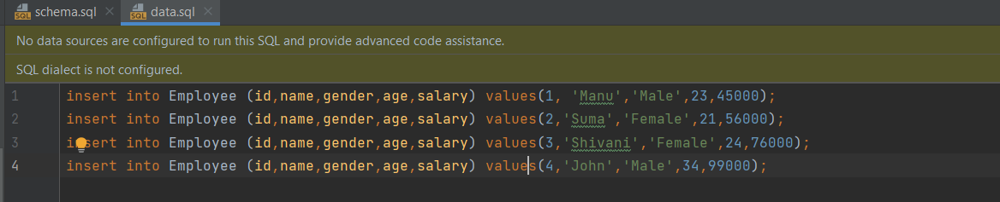 schema.sql data.sql
No data sources are configured to run this SQL and provide advanced code assistance.
SQL dialect is not configured.
1 insert into Employee (id,name,gender,age,salary) values(1, 'Manu','Male',23,45000);
2 insert into Employee (id,name,gender,age,salary) values(2,'Suma','Female',21,56000);
3 insert into Employee (id,name,gender,age,salary) values(3,'Shivani','Female',24,76000);
4 insert into Employee (id,name,gender,age,salary) values(4,'John','Male',34,99000);